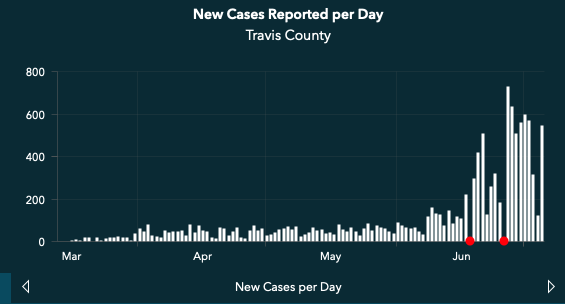 New Cases Reported per Day
Travis County
800
600
400
200
0
Mar Apr May Jun
New Cases per Day